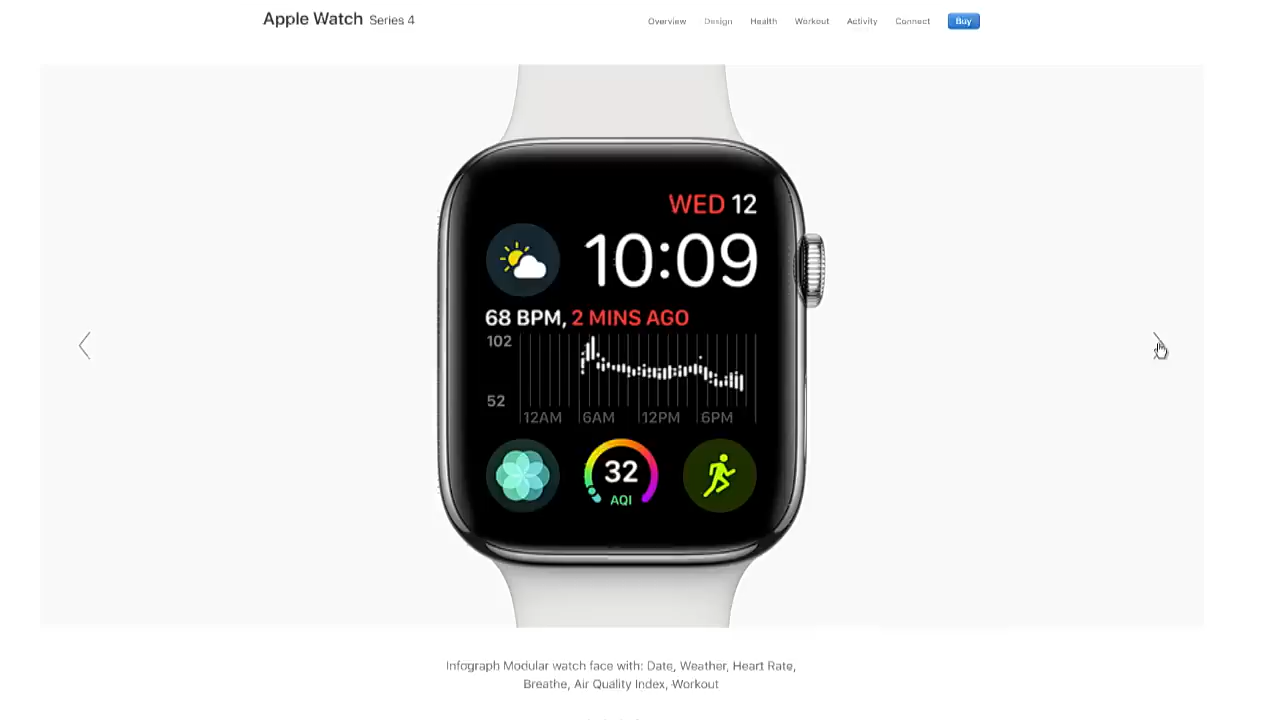 Apple Watch Series 4
Overview Design Health Workout Activity Connect Buy
WED 12
10:09
68 BPM, 2 MINS AGO
102
52
12AM 6AM 12PM 6PM
32
AQI
Infograph Modular watch face with: Date, Weather, Heart Rate,
Breathe, Air Quality Index, Workout